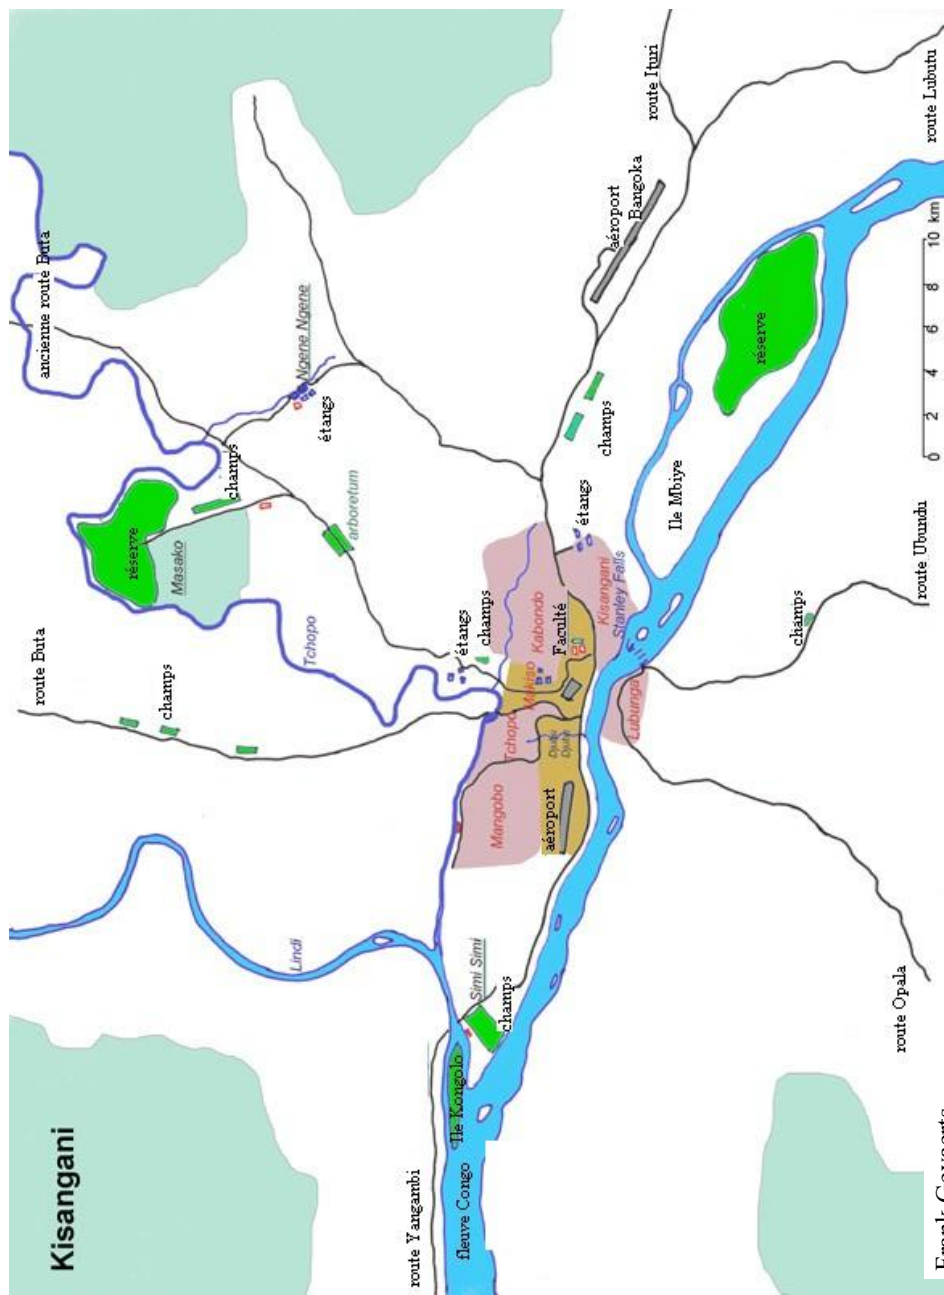 Kisangani
route Yangambi
fleuve Congo
Ile Kongolo
Lindi
Simi Simi
champs
route Opala
route Buta
champs
Tchopo
Mangobo
aéroport
Tchopo
Makiso
Djubu
Djubu
Lubunga
étangs
champs
Kabondo
Faculté
Kisangani
Stanley Falls
étangs
champs
route Ubundu
réserve
Masako
champs
arboretum
ancienne route Buta
Ngene Ngene
étangs
champs
Ile Mbiye
réserve
aéroport
Bangoka
route Ituri
route Lubutu
0 2 4 6 8 10 km